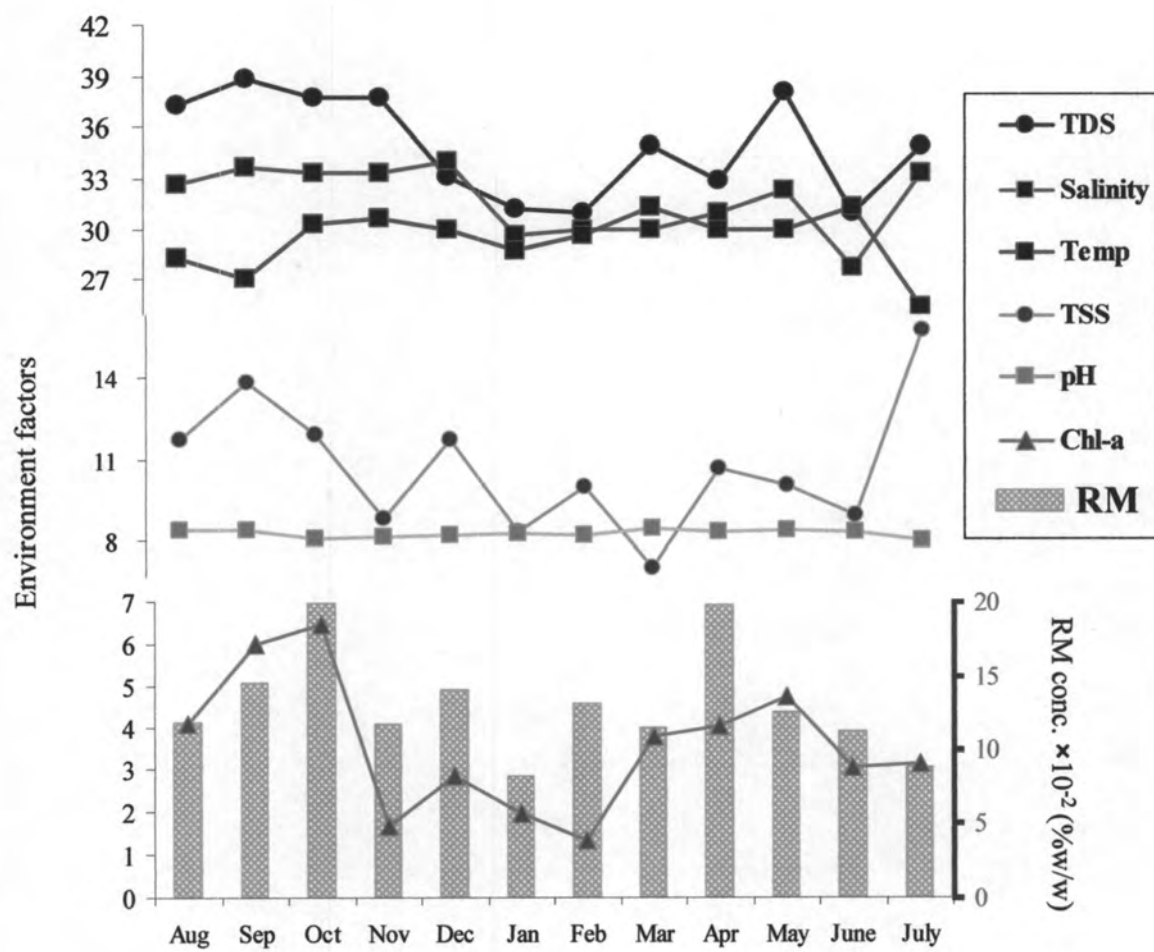 42
39
36
33
30
27
14
11
8
7
6
5
4
3
2
1
0
Environment factors
TDS
Salinity
Temp
TSS
pH
Chl-a
RM
20
15
10
5
0
RM conc. ×10⁻² (%w/w)
Aug Sep Oct Nov Dec Jan Feb Mar Apr May June July